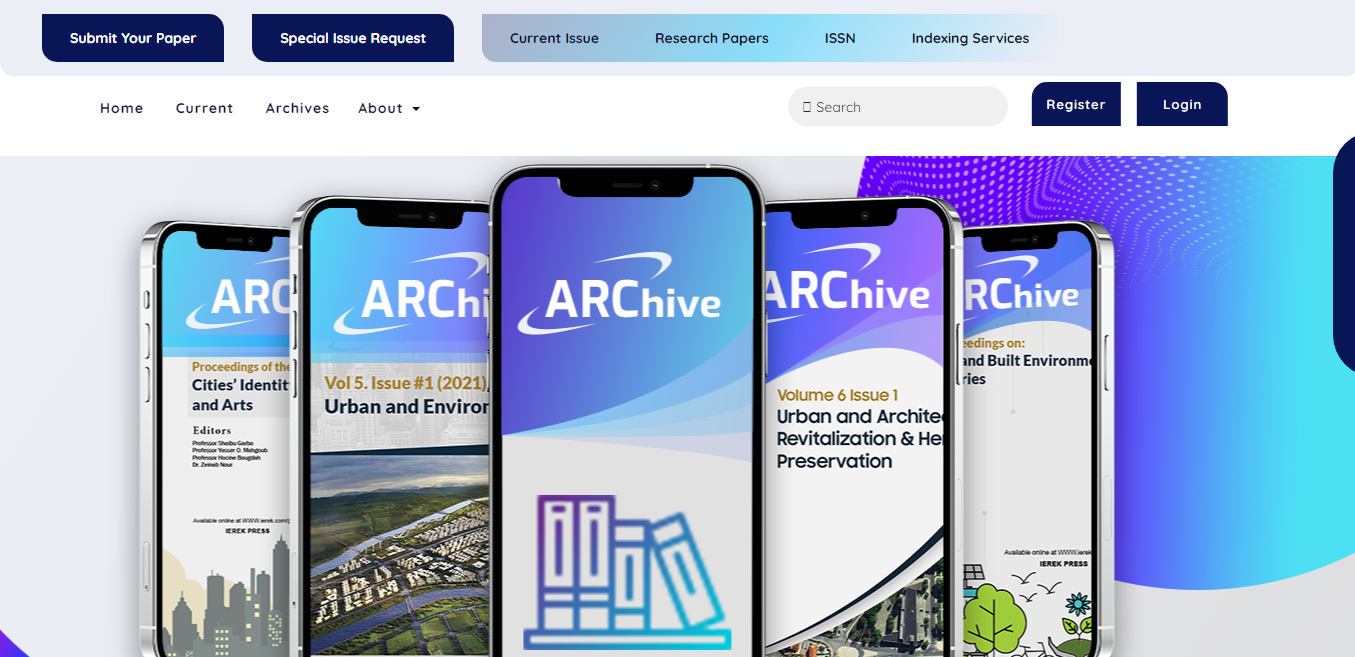 Submit Your Paper
Special Issue Request
Current Issue
Research Papers
ISSN
Indexing Services
Home
Current
Archives
About
Search
Register
Login
ARC
Proceedings of the
Cities' Identit
and Arts
Editors
Professor Sheibu Garba
Professor Yasser O. Mahgoub
Professor Hocine Bougdah
Dr. Zeinab Nour
Available online at WWW.ierek.com/p
IEREK PRESS
ARChi
Vol 5. Issue #1 (2021),
Urban and Environ
ARChive
ARChive
Volume 6 Issue 1
Urban and Archite
Revitalization & He
Preservation
RChive
eedings on:
and Built Environme
ries
Available online at WWW.ierek
IEREK PRESS